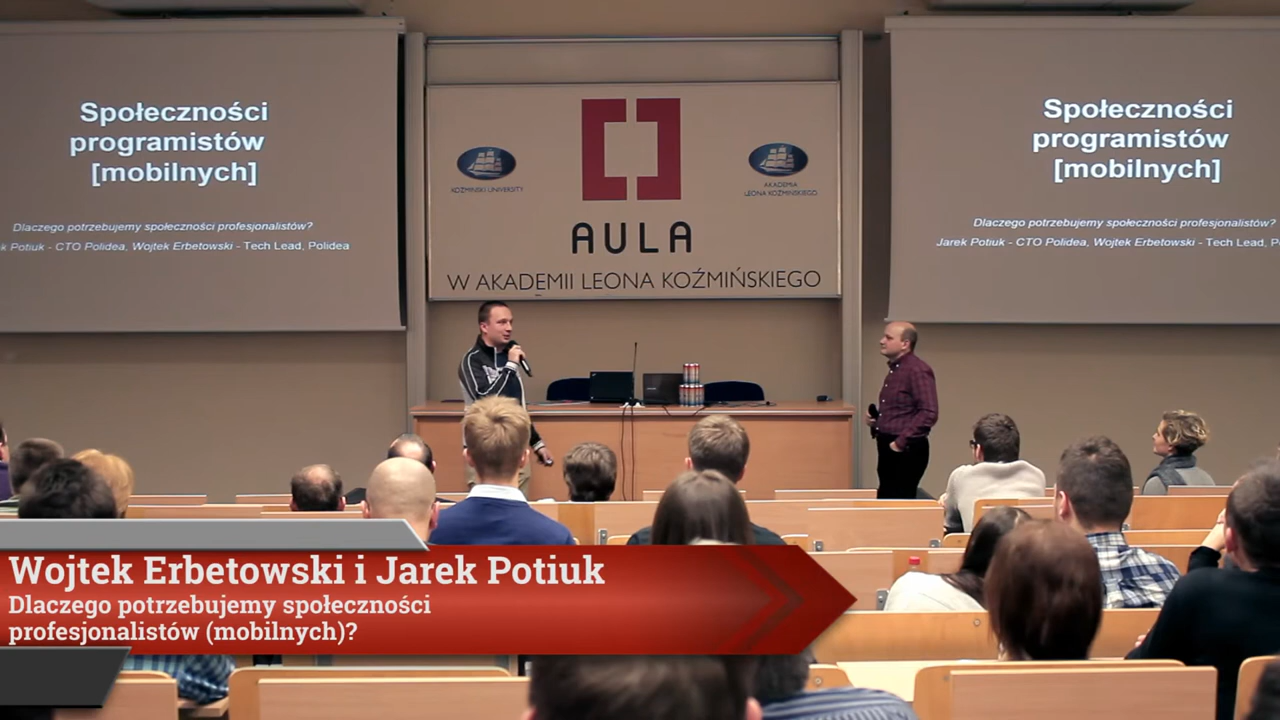 Społeczności
programistów
[mobilnych]
Dlaczego potrzebujemy społeczności profesjonalistów?
k Potiuk - CTO Polidea, Wojtek Erbetowski - Tech Lead, Polidea
KOŹMINSKI UNIVERSITY
AKADEMIA
LEONA KOŹMIŃSKIEGO
AULA
W AKADEMII LEONA KOŹMIŃSKIEGO
Społeczności
programistów
[mobilnych]
Dlaczego potrzebujemy społeczności profesjonalistów?
Jarek Potiuk - CTO Polidea, Wojtek Erbetowski - Tech Lead, P
Wojtek Erbetowski i Jarek Potiuk
Dlaczego potrzebujemy społeczności
profesjonalistów (mobilnych)?